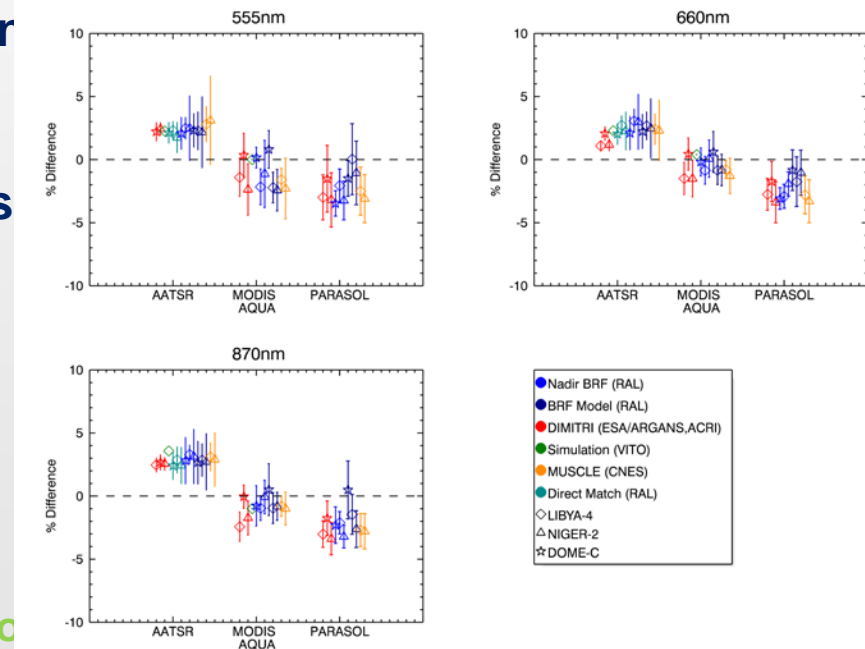 555nm
10
5
0
-5
-10
% Difference
AATSR
MODIS
AQUA
PARASOL
660nm
10
5
0
-5
-10
% Difference
AATSR
MODIS
AQUA
PARASOL
870nm
10
5
0
-5
-10
% Difference
AATSR
MODIS
AQUA
PARASOL
Nadir BRF (RAL)
BRF Model (RAL)
DIMITRI (ESA/ARGANS,ACRI)
Simulation (VITO)
MUSCLE (CNES)
Direct Match (RAL)
LIBYA-4
NIGER-2
DOME-C
s